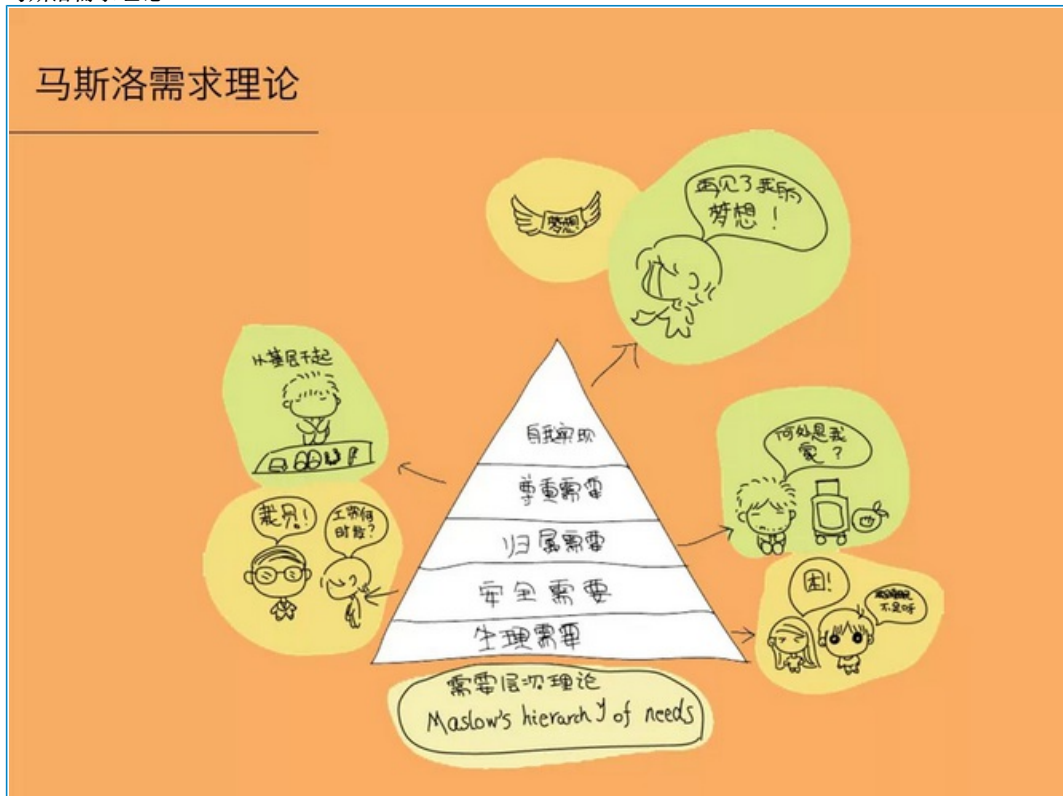 马斯洛需求理论
梦想
再见了我的
梦想！
从基层干起
何处是我
家？
裁员！
工资何
时发？
困！
不足呀
自我实现
尊重需要
归属需要
安全需要
生理需要
需要层次理论
Maslow's hierarchy of needs